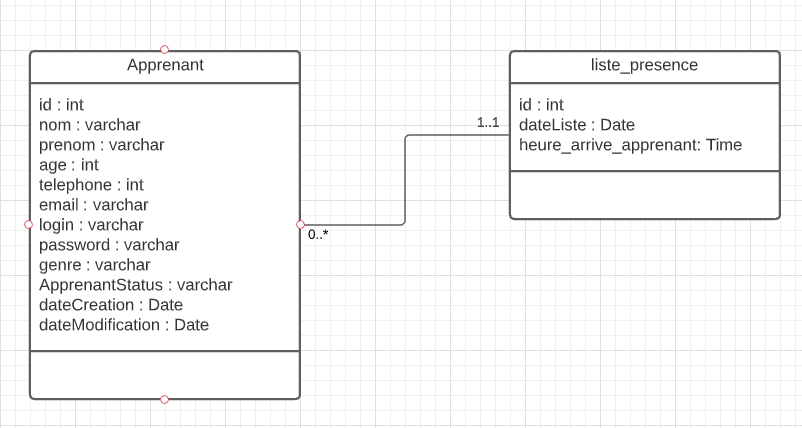 Apprenant
id : int
nom : varchar
prenom : varchar
age : int
telephone : int
email : varchar
login : varchar
password : varchar
genre : varchar
ApprenantStatus : varchar
dateCreation : Date
dateModification : Date
0..*
1..1
liste_presence
id : int
dateListe : Date
heure_arrive_apprenant: Time